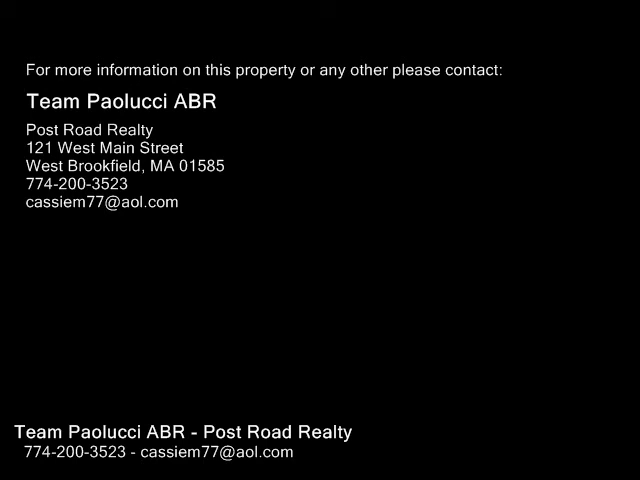 For more information on this property or any other please contact:
Team Paolucci ABR
Post Road Realty
121 West Main Street
West Brookfield, MA 01585
774-200-3523
cassiem77@aol.com
Team Paolucci ABR - Post Road Realty
774-200-3523 - cassiem77@aol.com